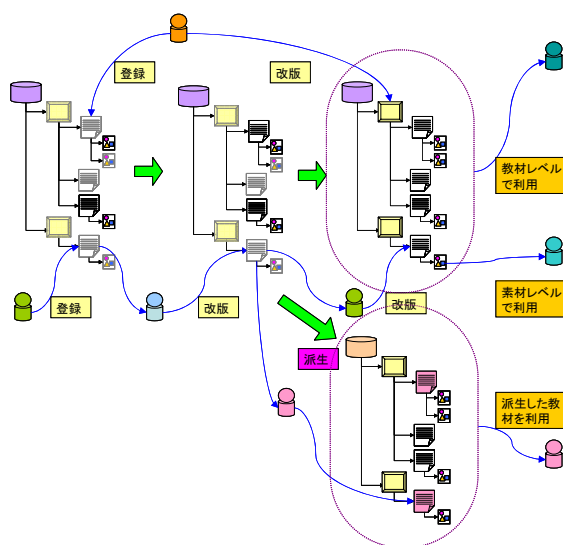 登録
改版
教材レベル
で利用
登録
改版
改版
素材レベル
で利用
派生
派生した教
材を利用